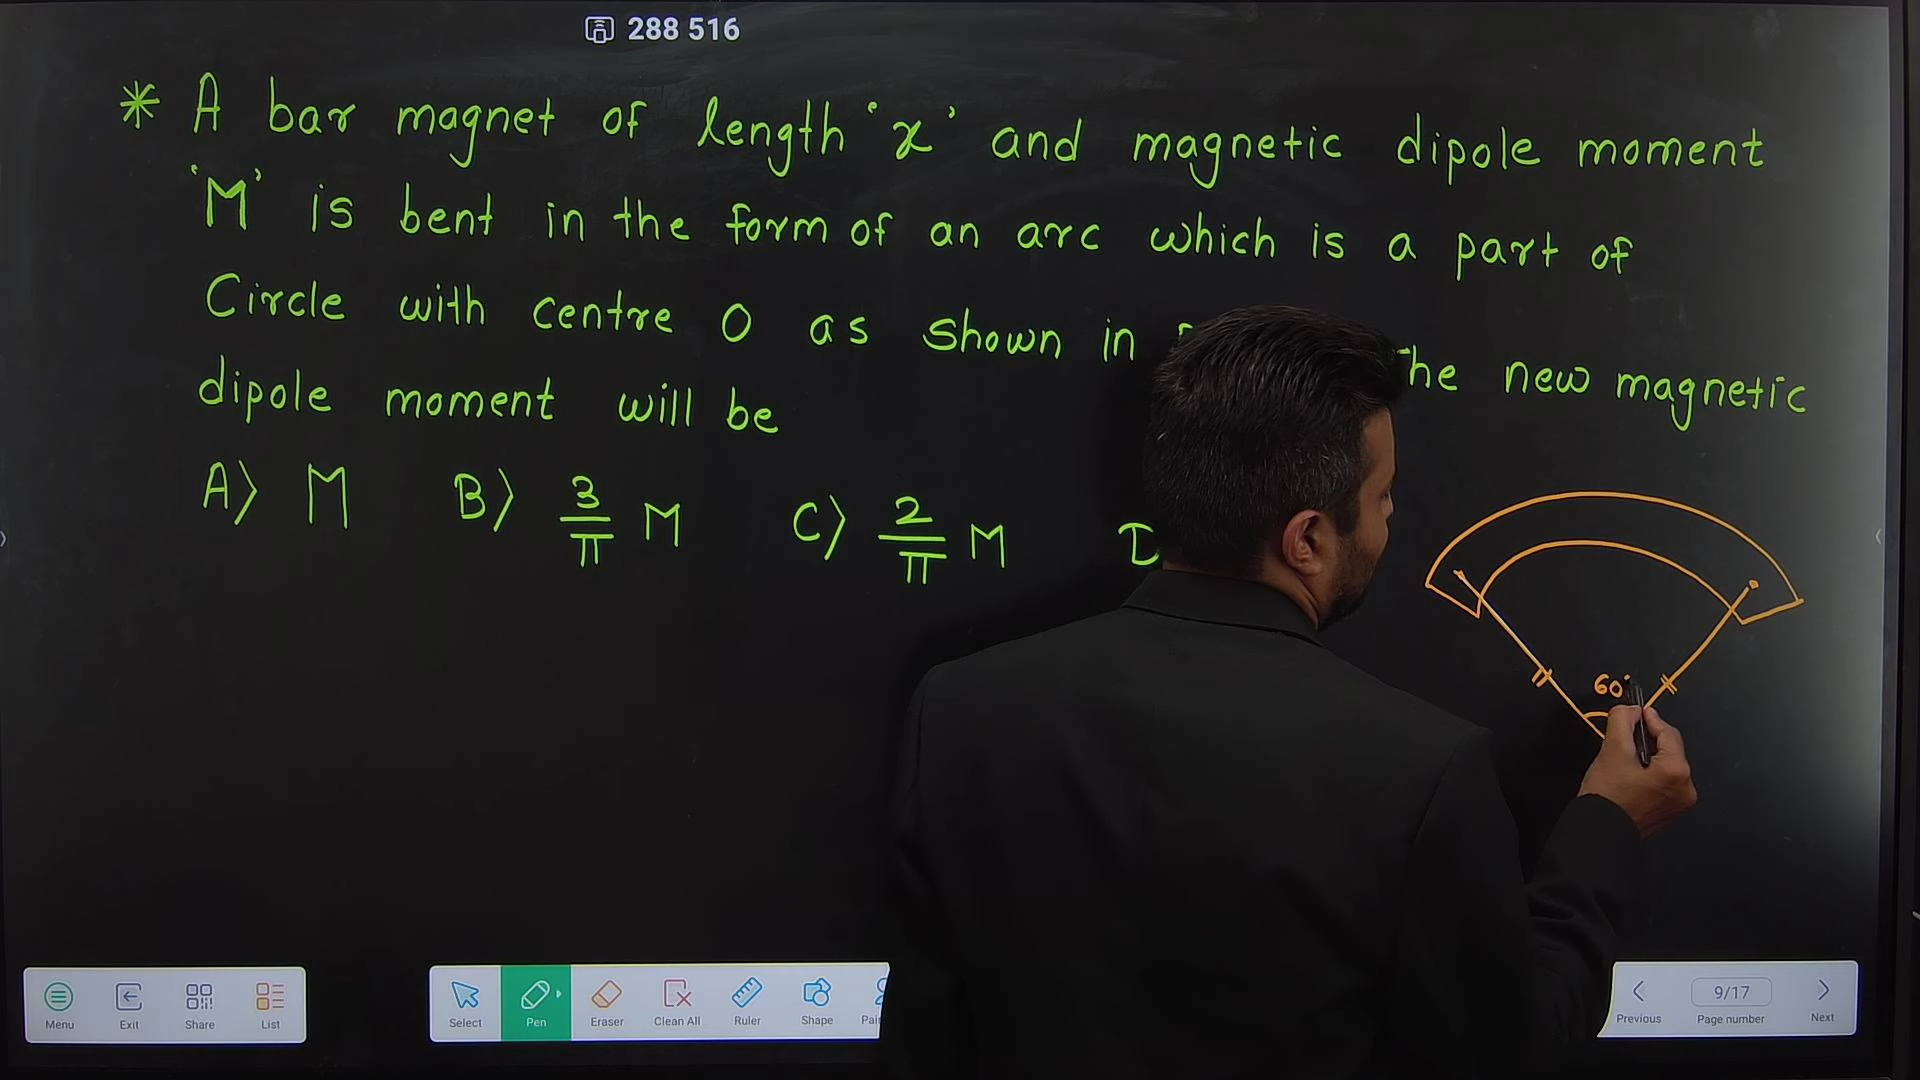 288 516
* A bar magnet of length 'x' and magnetic dipole moment
'M' is bent in the form of an arc which is a part of
Circle with centre O as shown in he new magnetic
dipole moment will be
A) M B) 3/π M C) 2/π M D
60°
Menu Exit Share List Select Pen Eraser Clean All Ruler Shape Previous 9/17 Page number Next